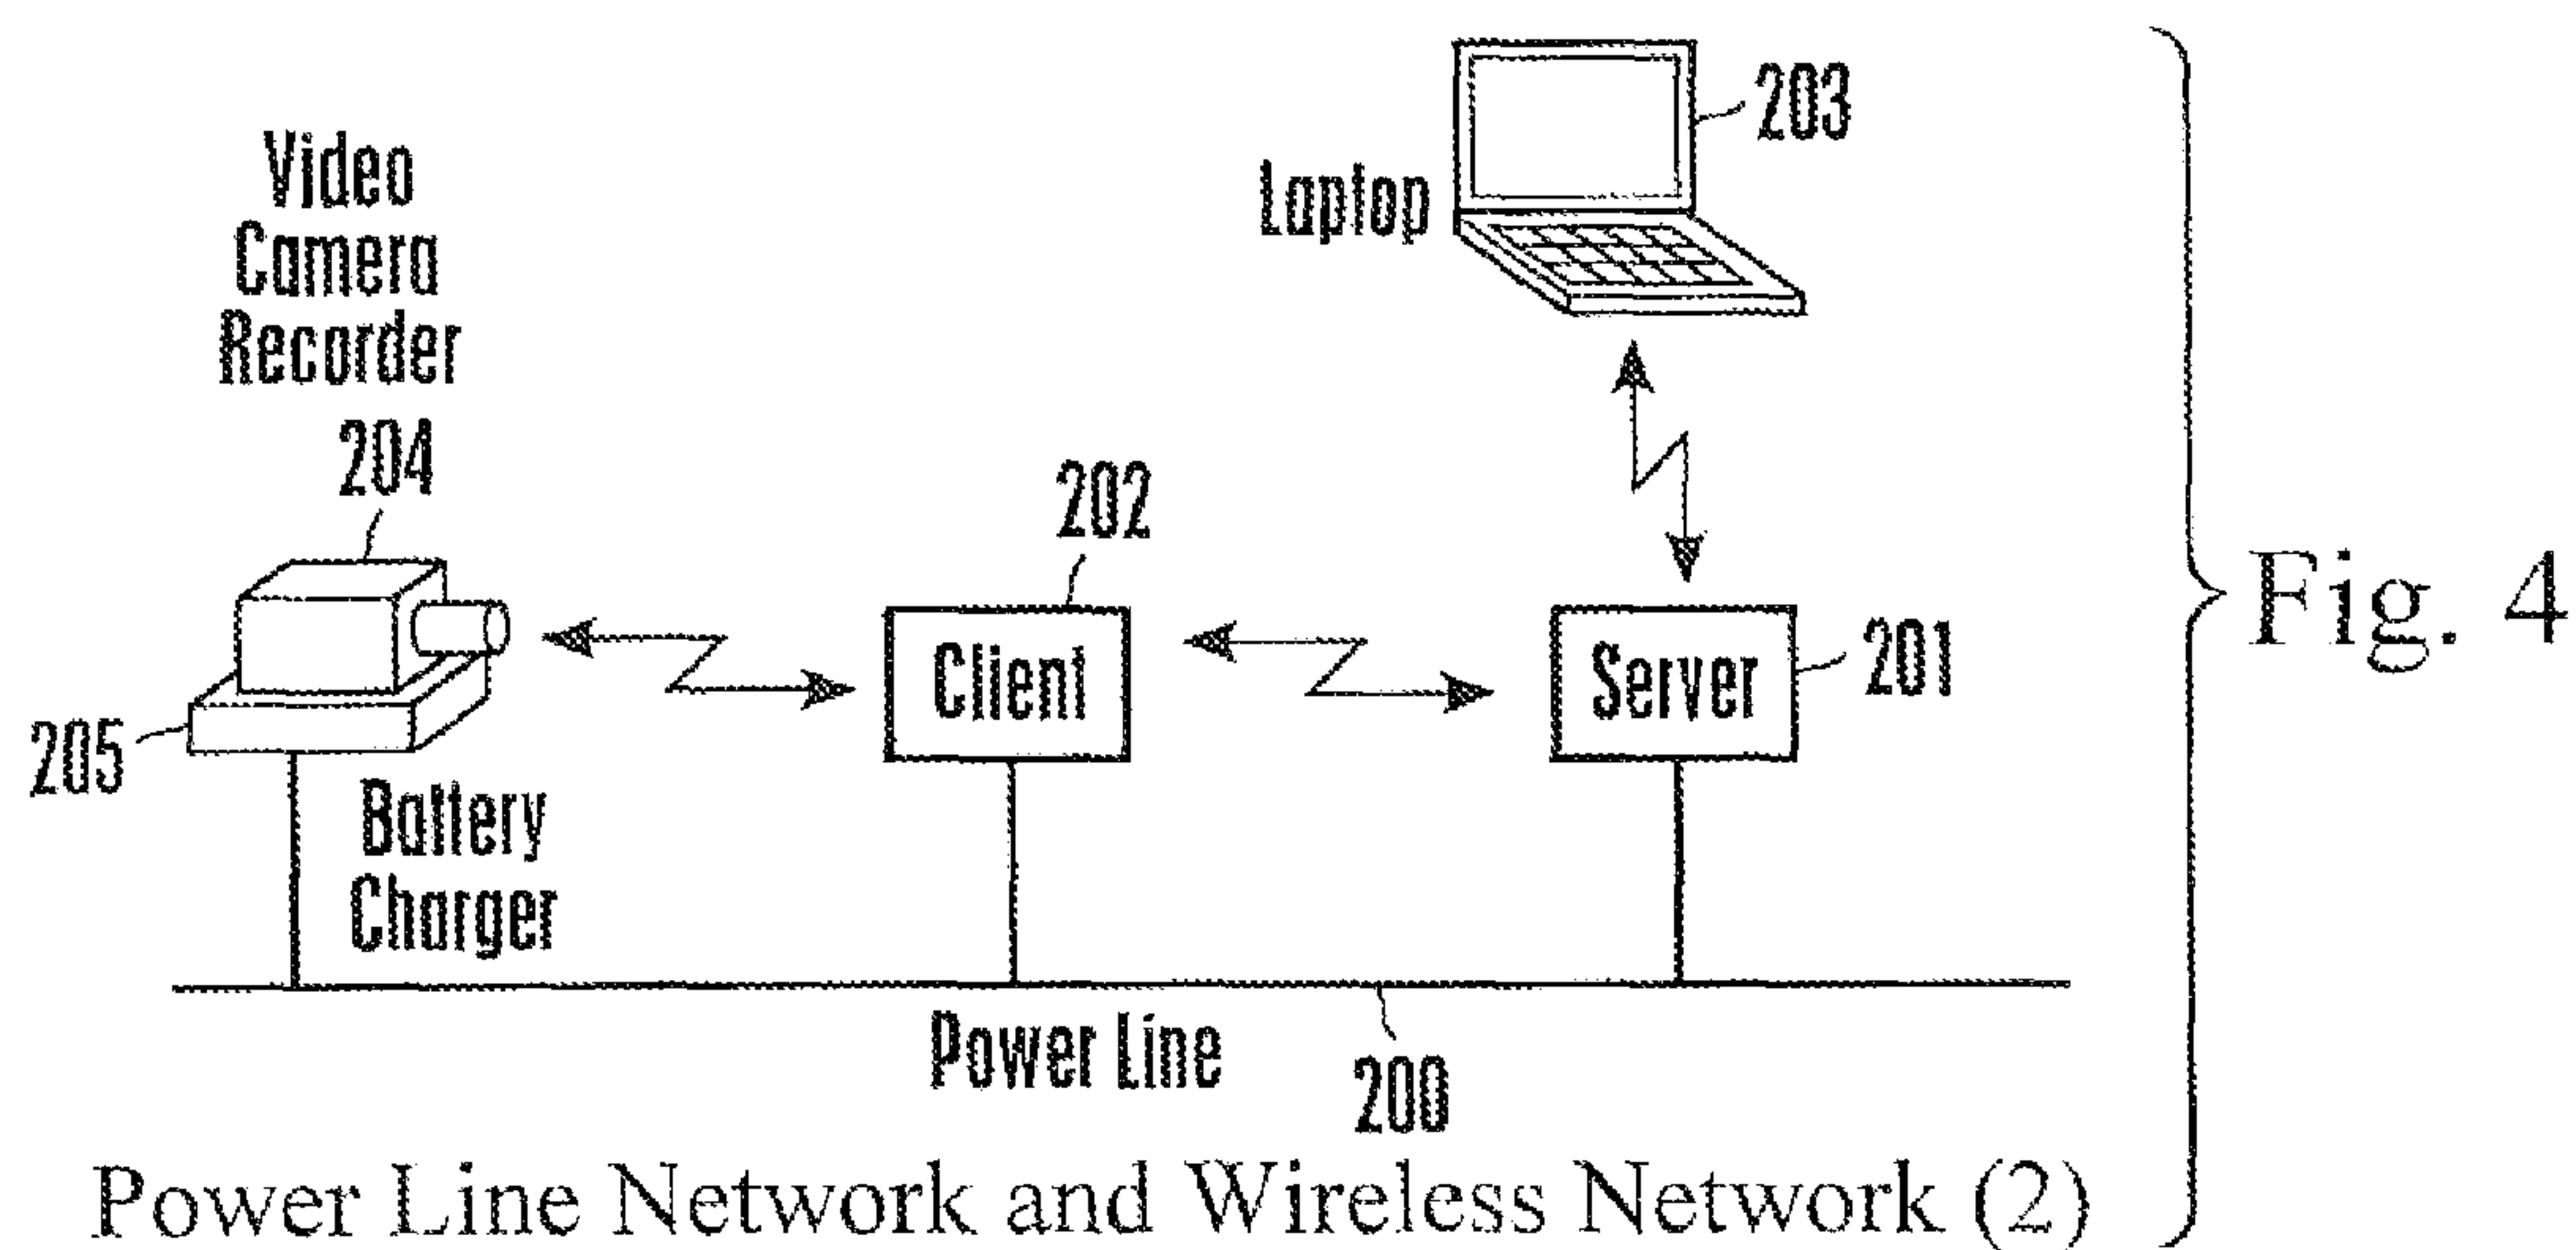 Video
Camera
Recorder
204
205
Battery
Charger
202
Client
Laptop
203
Server
201
Power Line
200
Power Line Network and Wireless Network (2)
Fig. 4